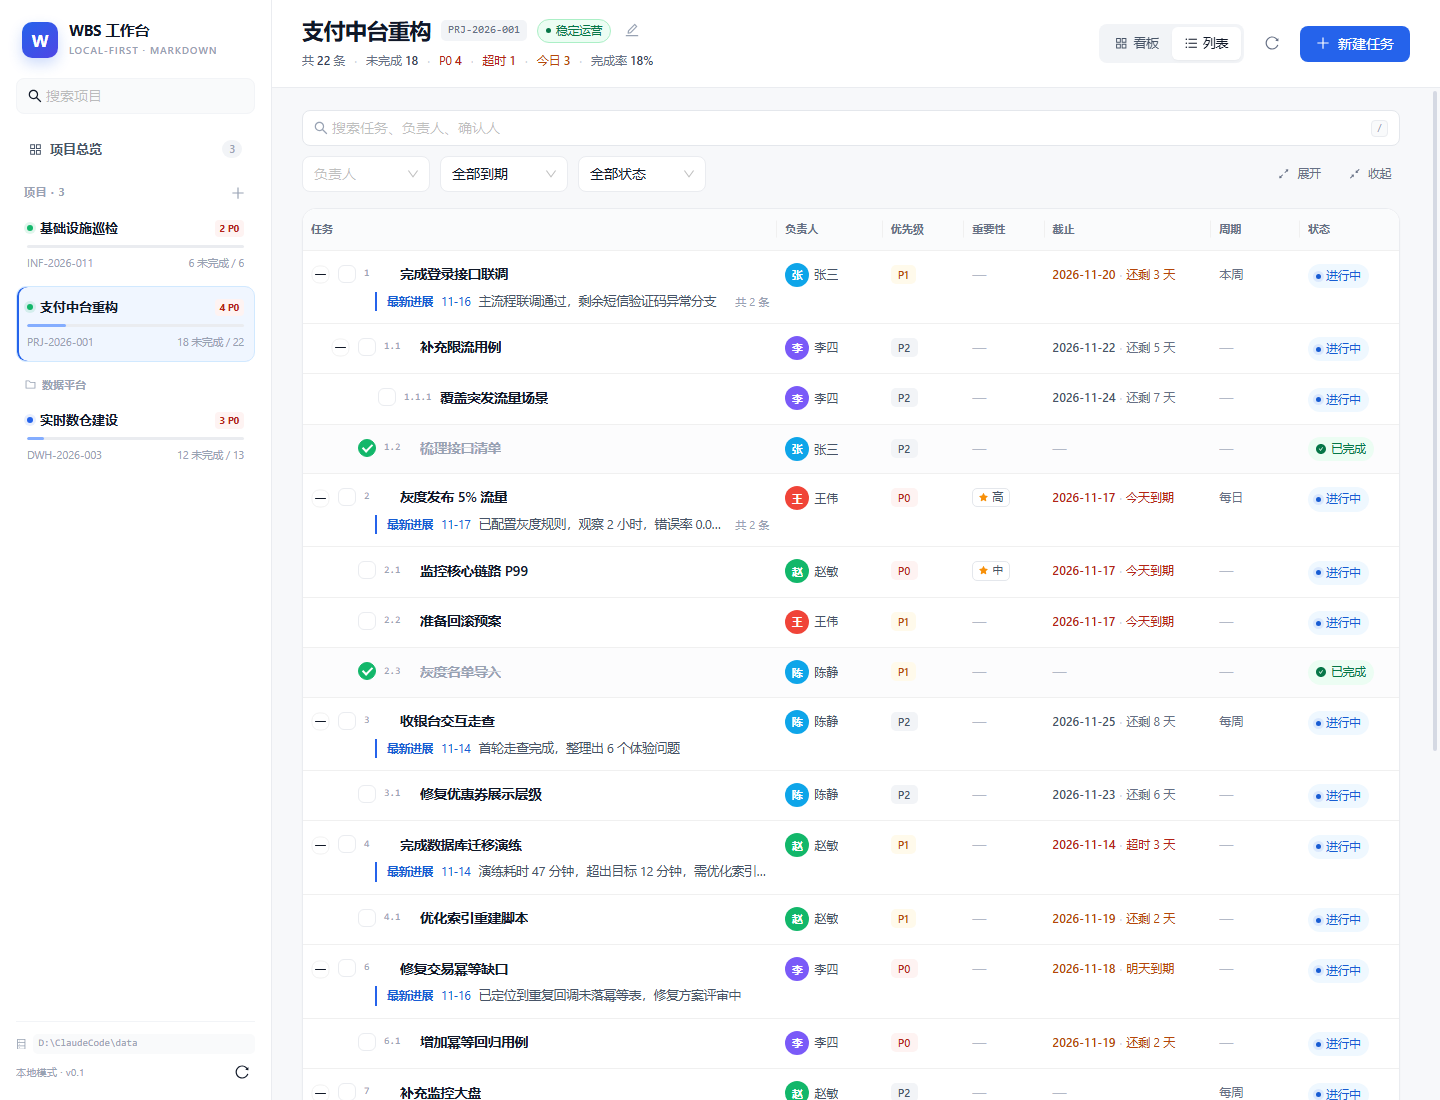 W
WBS 工作台
LOCAL-FIRST · MARKDOWN
搜索项目
项目总览 3
项目 · 3
基础设施巡检 2 P0
INF-2026-011 6 未完成 / 6
支付中台重构 4 P0
PRJ-2026-001 18 未完成 / 22
数据平台
实时数仓建设 3 P0
DWH-2026-003 12 未完成 / 13
D:\ClaudeCode\data
本地模式 · v0.1
支付中台重构 PRJ-2026-001 稳定运营
共 22 条 · 未完成 18 · P0 4 · 超时 1 · 今日 3 · 完成率 18%
看板 列表 新建任务
搜索任务、负责人、确认人 /
负责人 全部到期 全部状态 展开 收起
任务 负责人 优先级 重要性 截止 周期 状态
1 完成登录接口联调 张 张三 P1 — 2026-11-20 · 还剩 3 天 本周 进行中
最新进展 11-16 主流程联调通过，剩余短信验证码异常分支 共 2 条
1.1 补充限流用例 李 李四 P2 — 2026-11-22 · 还剩 5 天 — 进行中
1.1.1 覆盖突发流量场景 李 李四 P2 — 2026-11-24 · 还剩 7 天 — 进行中
1.2 梳理接口清单 张 张三 P2 — — — 已完成
2 灰度发布 5% 流量 王 王伟 P0 高 2026-11-17 · 今天到期 每日 进行中
最新进展 11-17 已配置灰度规则，观察 2 小时，错误率 0.0... 共 2 条
2.1 监控核心链路 P99 赵 赵敏 P0 中 2026-11-17 · 今天到期 — 进行中
2.2 准备回滚预案 王 王伟 P1 — 2026-11-17 · 今天到期 — 进行中
2.3 灰度名单导入 陈 陈静 P1 — — — 已完成
3 收银台交互走查 陈 陈静 P2 — 2026-11-25 · 还剩 8 天 每周 进行中
最新进展 11-14 首轮走查完成，整理出 6 个体验问题
3.1 修复优惠券展示层级 陈 陈静 P2 — 2026-11-23 · 还剩 6 天 — 进行中
4 完成数据库迁移演练 赵 赵敏 P1 — 2026-11-14 · 超时 3 天 — 进行中
最新进展 11-14 演练耗时 47 分钟，超出目标 12 分钟，需优化索引...
4.1 优化索引重建脚本 赵 赵敏 P1 — 2026-11-19 · 还剩 2 天 — 进行中
6 修复交易幂等缺口 李 李四 P0 — 2026-11-18 · 明天到期 — 进行中
最新进展 11-16 已定位到重复回调未落幂等表，修复方案评审中
6.1 增加幂等回归用例 李 李四 P0 — 2026-11-19 · 还剩 2 天 — 进行中
7 补充监控大盘 赵 赵敏 P2 — — 每周 进行中